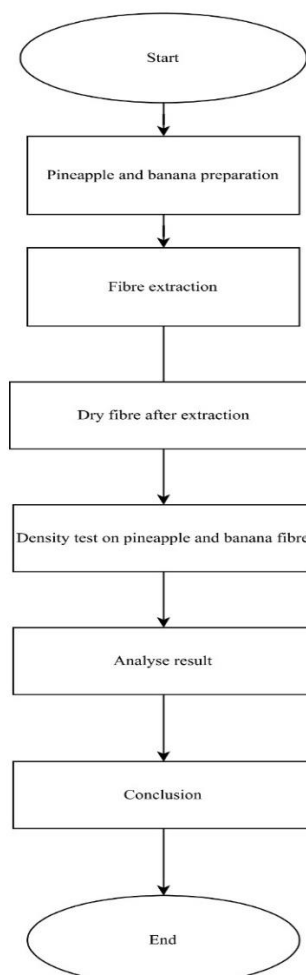 Start
Pineapple and banana preparation
Fibre extraction
Dry fibre after extraction
Density test on pineapple and banana fibre
Analyse result
Conclusion
End